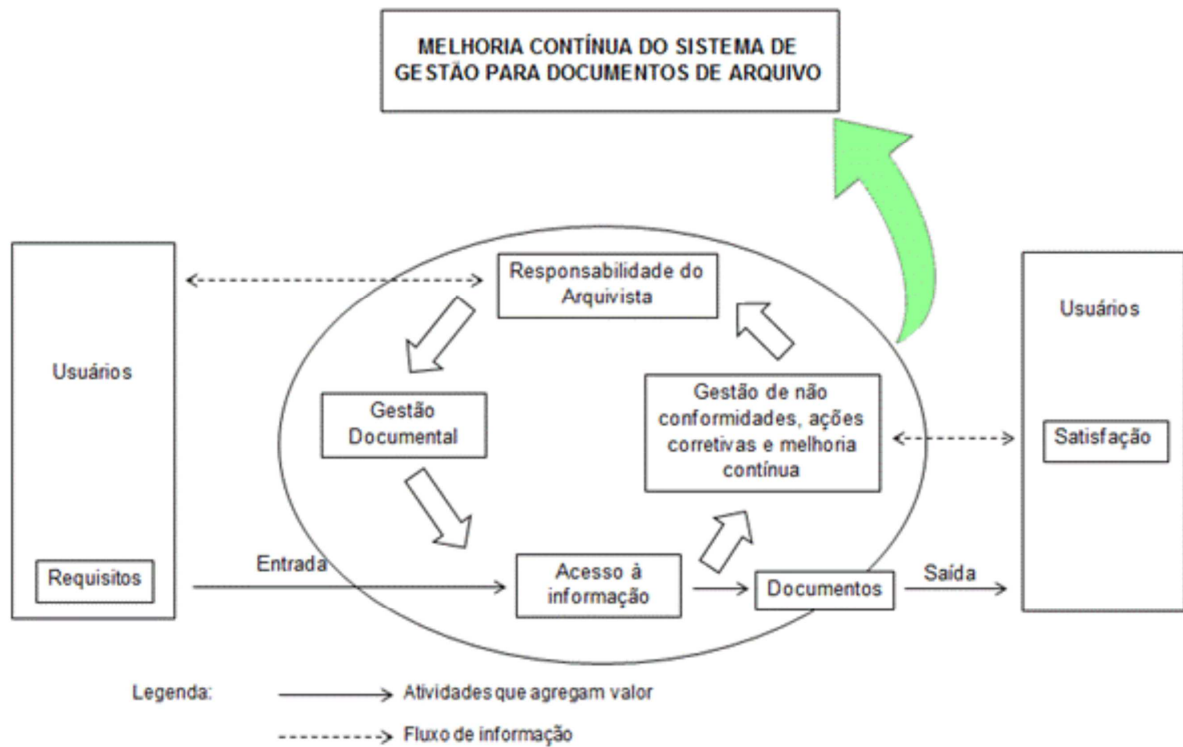 MELHORIA CONTÍNUA DO SISTEMA DE
GESTÃO PARA DOCUMENTOS DE ARQUIVO
Responsabilidade do
Arquivista
Usuários
Usuários
Gestão
Documental
Gestão de não
conformidades, ações
corretivas e melhoria
contínua
Satisfação
Requisitos
Entrada
Acesso à
informação
Documentos
Saída
Legenda:
Atividades que agregam valor
Fluxo de informação